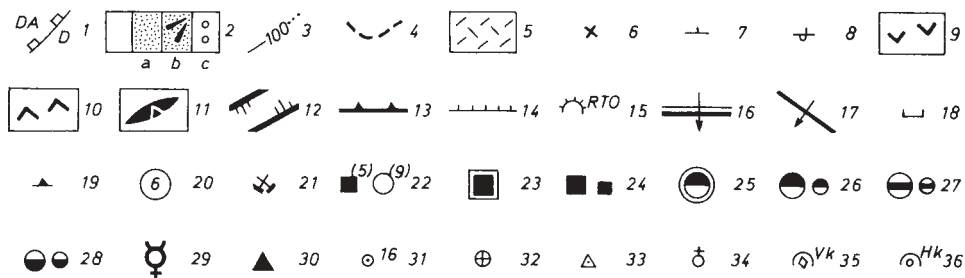 DA D 1 2 -100... 3 4 5 6 7 8 9
a b c
10 11 12 13 14 RTO 15 16 17 18
19 6 20 21 (5) (9) 22 23 24 25 26 27
28 29 30 16 31 32 33 34 Vk 35 Hk 36